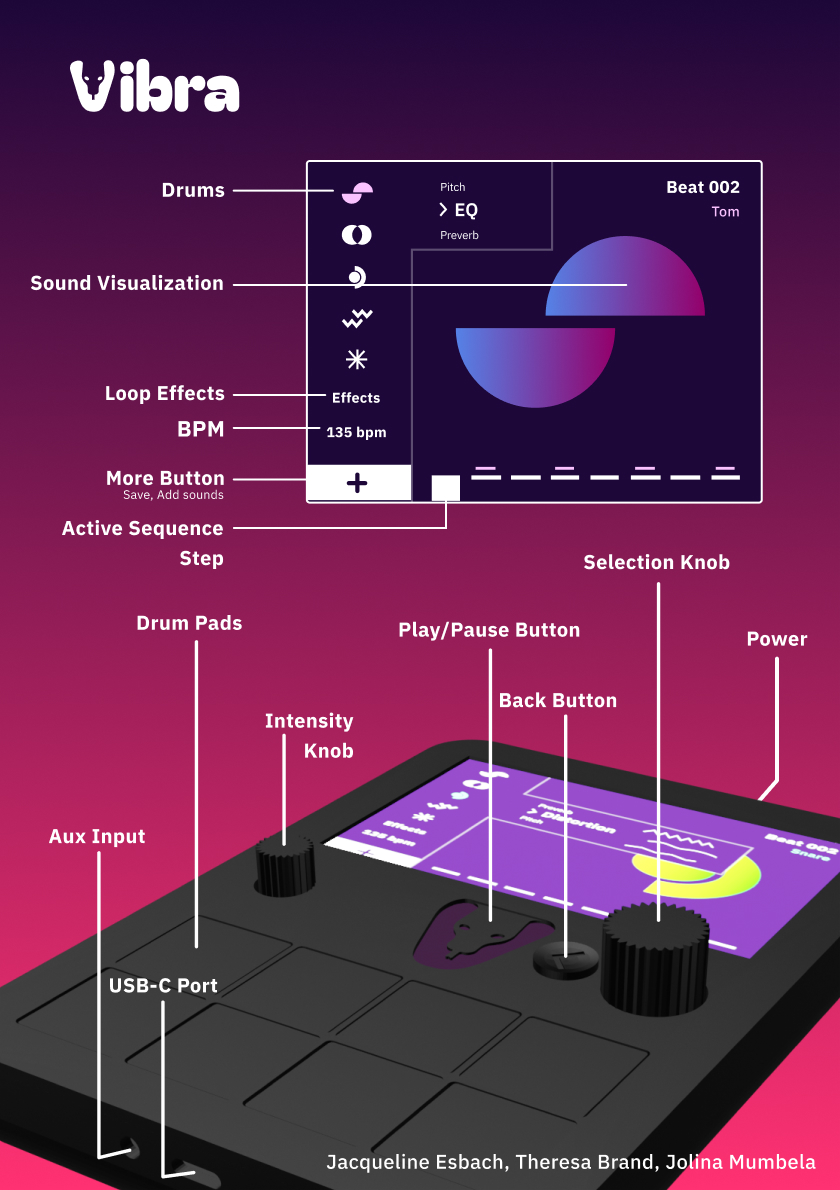 Vibra
Drums
Pitch
EQ
Preverb
Beat 002
Tom
Sound Visualization
Loop Effects
Effects
BPM
135 bpm
More Button
Save, Add sounds
Active Sequence
Step
Selection Knob
Drum Pads
Play/Pause Button
Power
Back Button
Intensity
Knob
Distortion
Pitch
Beat 002
Snare
Effects
135 bpm
Aux Input
USB-C Port
Jacqueline Esbach, Theresa Brand, Jolina Mumbela